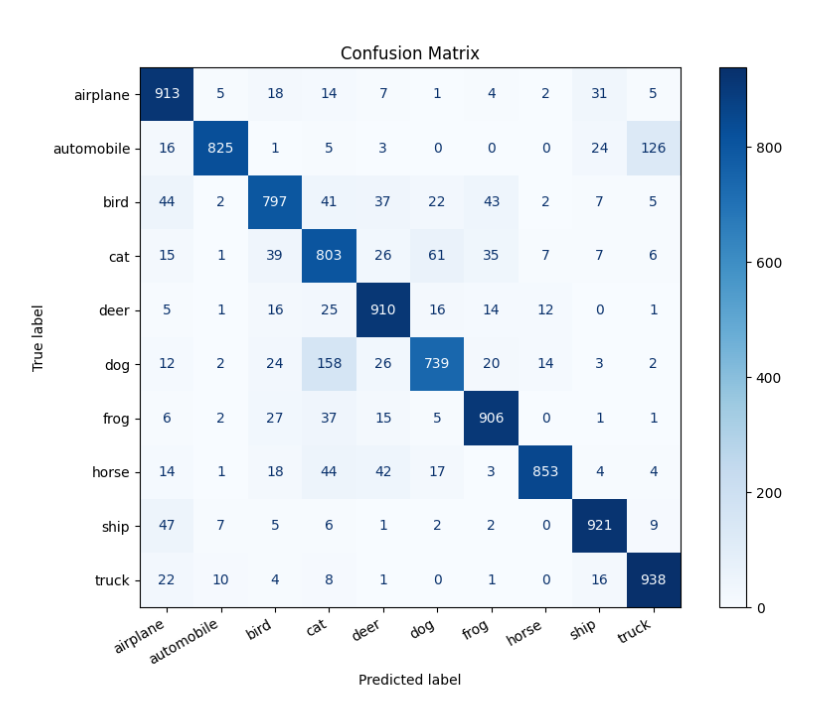 Confusion Matrix
airplane 913 5 18 14 7 1 4 2 31 5
automobile 16 825 1 5 3 0 0 0 24 126
bird 44 2 797 41 37 22 43 2 7 5
cat 15 1 39 803 26 61 35 7 7 6
deer 5 1 16 25 910 16 14 12 0 1
dog 12 2 24 158 26 739 20 14 3 2
frog 6 2 27 37 15 5 906 0 1 1
horse 14 1 18 44 42 17 3 853 4 4
ship 47 7 5 6 1 2 2 0 921 9
truck 22 10 4 8 1 0 1 0 16 938
airplane automobile bird cat deer dog frog horse ship truck
Predicted label
True label
800
600
400
200
0